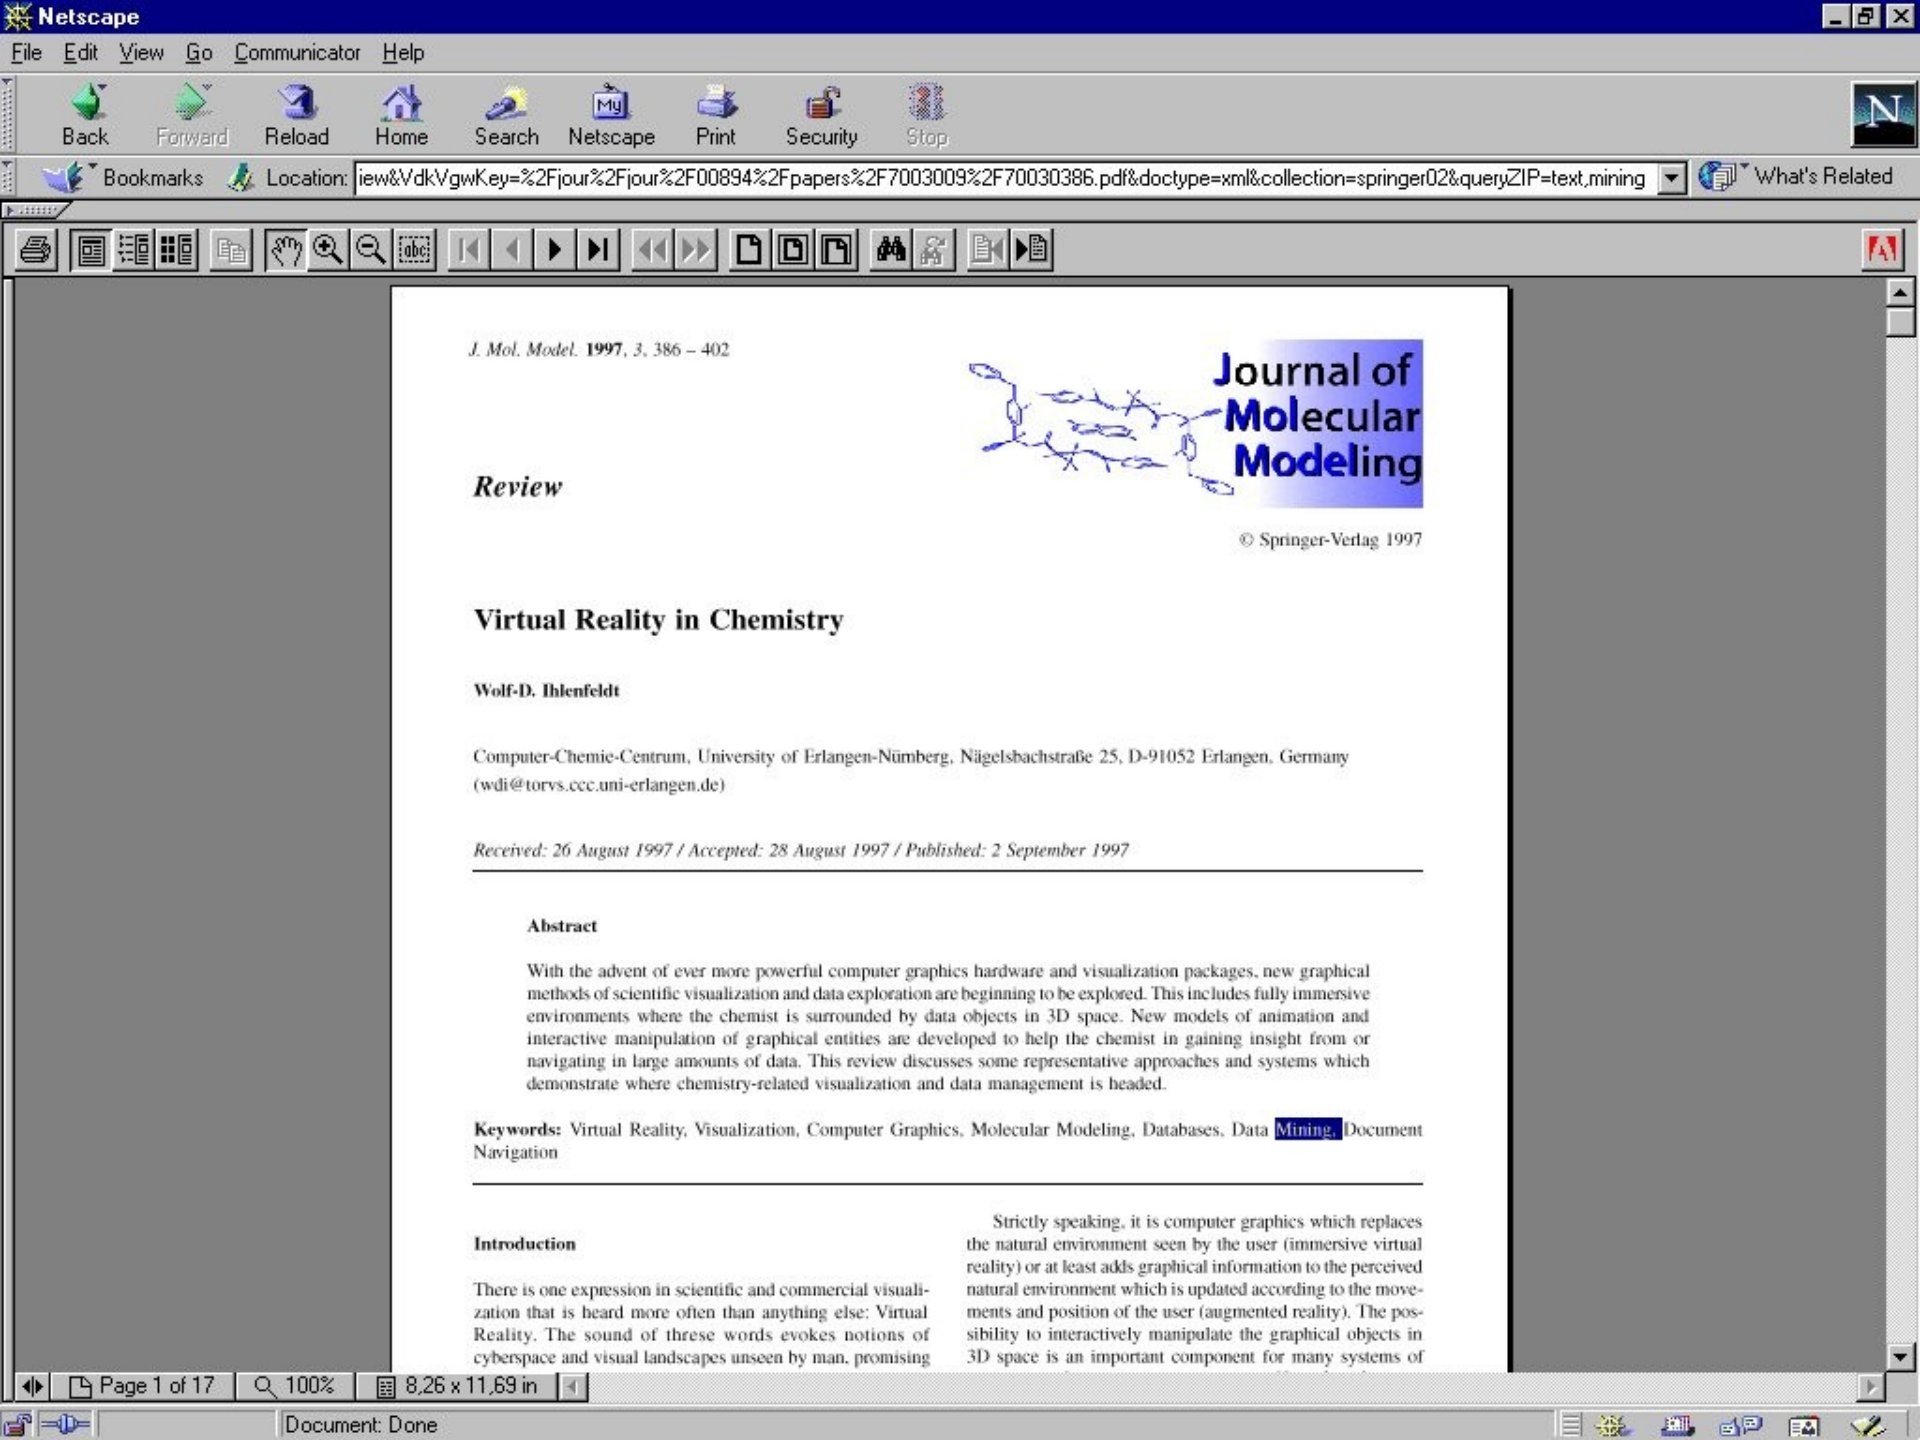 Netscape
File Edit View Go Communicator Help
Back Forward Reload Home Search Netscape Print Security Stop
My
N
Bookmarks Location: iew&VdkVgwKey=%2Fjour%2Fjour%2F00894%2Fpapers%2F7003009%2F70030386.pdf&doctype=xml&collection=springer02&queryZIP=text,mining What's Related
abc
J. Mol. Model. 1997, 3, 386 – 402
Journal of
Molecular
Modeling
Review
© Springer-Verlag 1997
Virtual Reality in Chemistry
Wolf-D. Ihlenfeldt
Computer-Chemie-Centrum, University of Erlangen-Nürnberg, Nägelsbachstraße 25, D-91052 Erlangen, Germany
(wdi@torvs.ccc.uni-erlangen.de)
Received: 26 August 1997 / Accepted: 28 August 1997 / Published: 2 September 1997
Abstract
With the advent of ever more powerful computer graphics hardware and visualization packages, new graphical
methods of scientific visualization and data exploration are beginning to be explored. This includes fully immersive
environments where the chemist is surrounded by data objects in 3D space. New models of animation and
interactive manipulation of graphical entities are developed to help the chemist in gaining insight from or
navigating in large amounts of data. This review discusses some representative approaches and systems which
demonstrate where chemistry-related visualization and data management is headed.
Keywords: Virtual Reality, Visualization, Computer Graphics, Molecular Modeling, Databases, Data Mining, Document
Navigation
Introduction
There is one expression in scientific and commercial visuali-
zation that is heard more often than anything else: Virtual
Reality. The sound of threse words evokes notions of
cyberspace and visual landscapes unseen by man, promising
Strictly speaking, it is computer graphics which replaces
the natural environment seen by the user (immersive virtual
reality) or at least adds graphical information to the perceived
natural environment which is updated according to the move-
ments and position of the user (augmented reality). The pos-
sibility to interactively manipulate the graphical objects in
3D space is an important component for many systems of
Page 1 of 17 100% 8,26 x 11,69 in
Document: Done